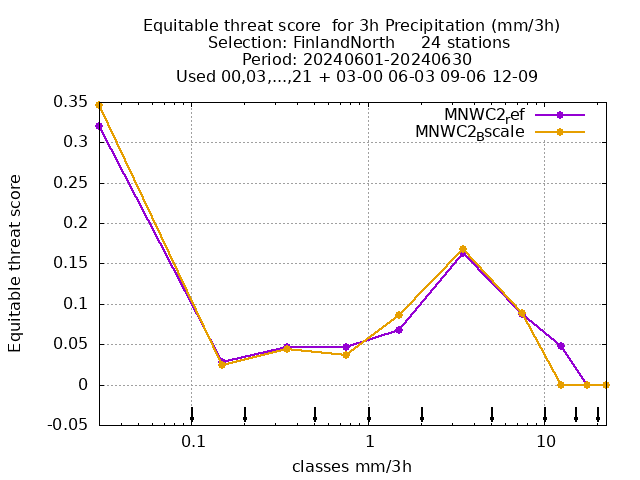 Equitable threat score  for 3h Precipitation (mm/3h)
Selection: FinlandNorth     24 stations
Period: 20240601-20240630
Used 00,03,...,21 + 03-00 06-03 09-06 12-09
MNWC2ref
MNWC2Bscale
0.35
0.3
0.25
0.2
0.15
0.1
0.05
0
-0.05
Equitable threat score
0.1 1 10
classes mm/3h